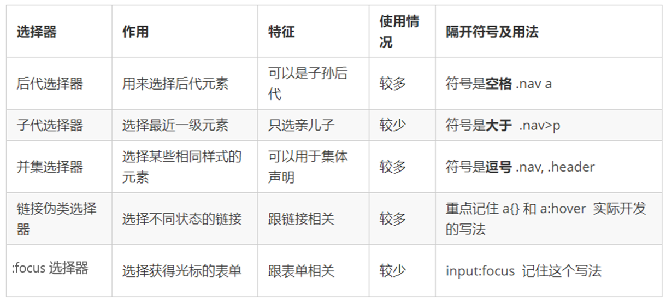 选择器 作用 特征 使用情况 隔开符号及用法
后代选择器 用来选择后代元素 可以是子孙后代 较多 符号是空格 .nav a
子代选择器 选择最近一级元素 只选亲儿子 较少 符号是大于 .nav>p
并集选择器 选择某些相同样式的元素 可以用于集体声明 较多 符号是逗号 .nav, .header
链接伪类选择器 选择不同状态的链接 跟链接相关 较多 重点记住 a{} 和 a:hover 实际开发的写法
:focus 选择器 选择获得光标的表单 跟表单相关 较少 input:focus 记住这个写法